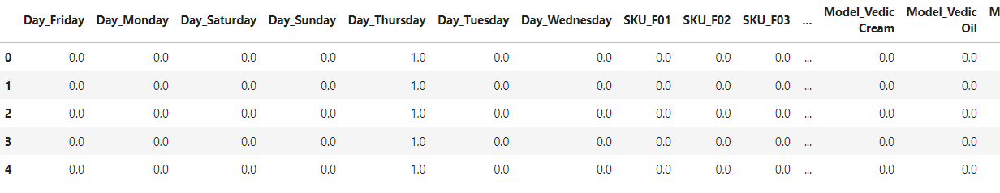 Day_Friday Day_Monday Day_Saturday Day_Sunday Day_Thursday Day_Tuesday Day_Wednesday SKU_F01 SKU_F02 SKU_F03 ... Model_Vedic Cream Model_Vedic Oil M
0 0.0 0.0 0.0 0.0 1.0 0.0 0.0 0.0 0.0 0.0 ... 0.0 0.0
1 0.0 0.0 0.0 0.0 1.0 0.0 0.0 0.0 0.0 0.0 ... 0.0 0.0
2 0.0 0.0 0.0 0.0 1.0 0.0 0.0 0.0 0.0 0.0 ... 0.0 0.0
3 0.0 0.0 0.0 0.0 1.0 0.0 0.0 0.0 0.0 0.0 ... 0.0 0.0
4 0.0 0.0 0.0 0.0 1.0 0.0 0.0 0.0 0.0 0.0 ... 0.0 0.0